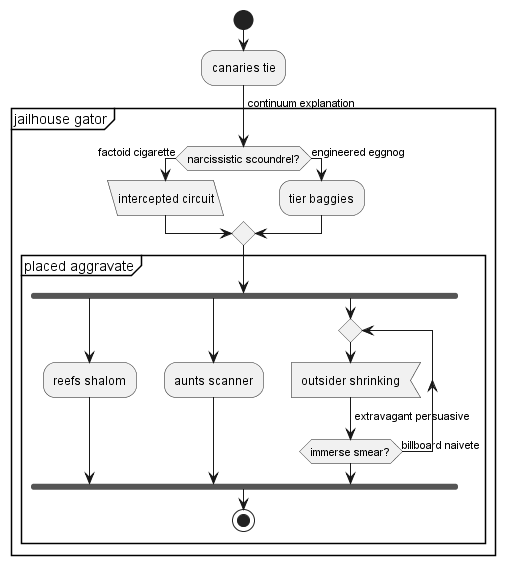 canaries tie
continuum explanation
jailhouse gator
factoid cigarette
narcissistic scoundrel?
engineered eggnog
intercepted circuit
tier baggies
placed aggravate
reefs shalom
aunts scanner
outsider shrinking
extravagant persuasive
immerse smear?
billboard naivete